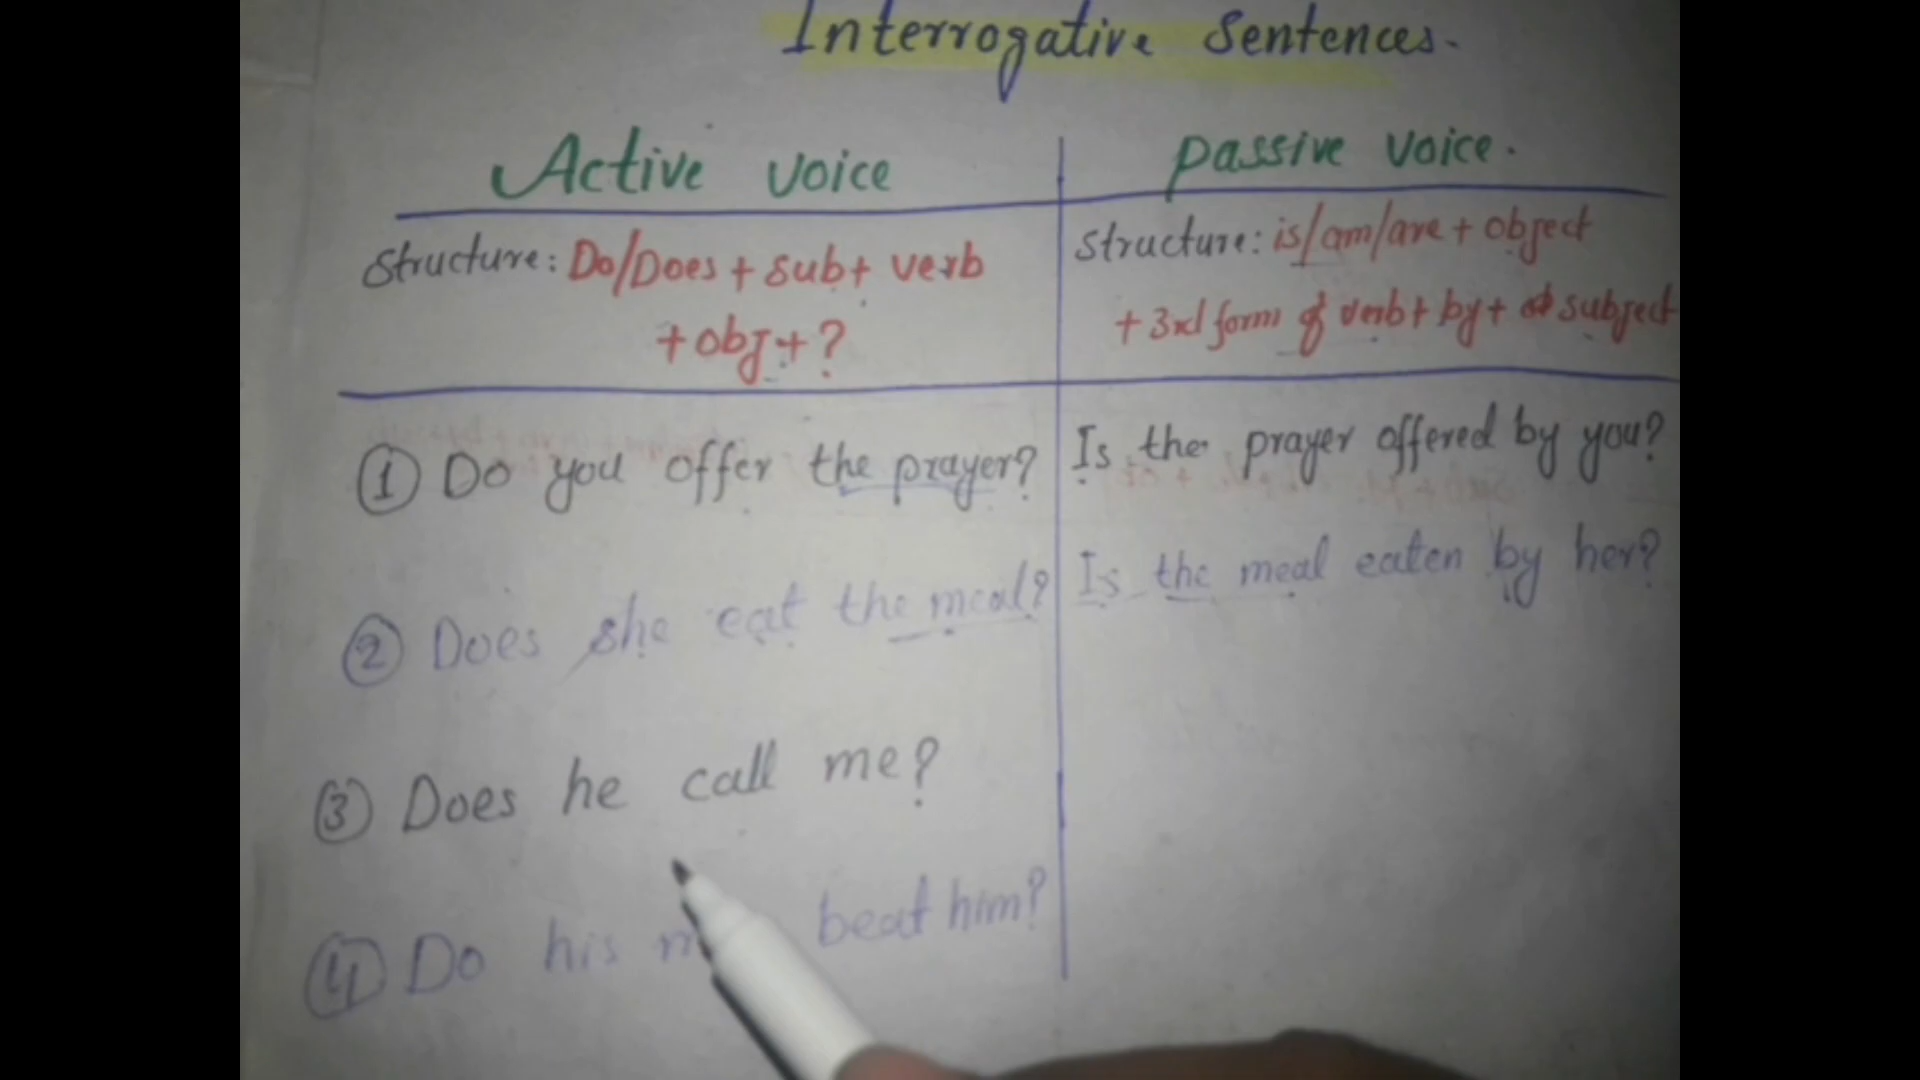 Interrogative Sentences.
Active voice
passive voice.
Structure: Do/Does + sub + verb
+ obj + ?
Structure: is/am/are + object
+ 3rd form of verb + by + subject
① Do you offer the prayer?
Is the prayer offered by you?
② Does she eat the meal?
Is the meal eaten by her?
③ Does he call me?
④ Do his beat him?